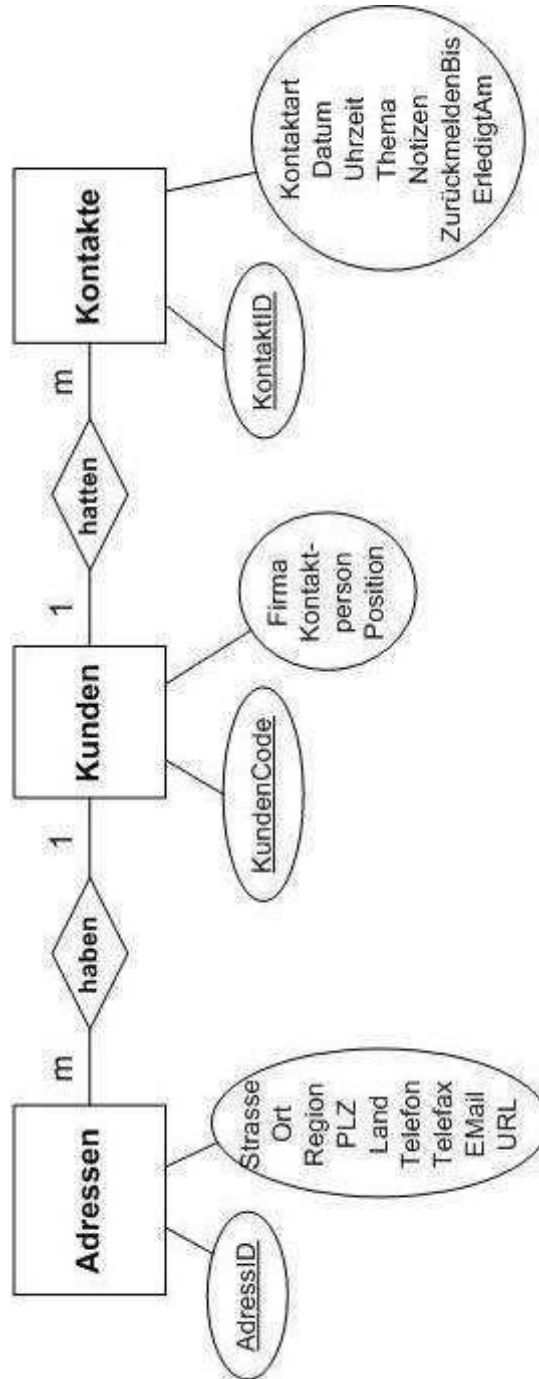 Adressen
m
haben
1
Kunden
1
hatten
m
Kontakte
AdressID
Strasse
Ort
Region
PLZ
Land
Telefon
Telefax
EMail
URL
KundenCode
Firma
Kontakt-
person
Position
KontaktID
Kontaktart
Datum
Uhrzeit
Thema
Notizen
ZurückmeldenBis
ErledigtAm